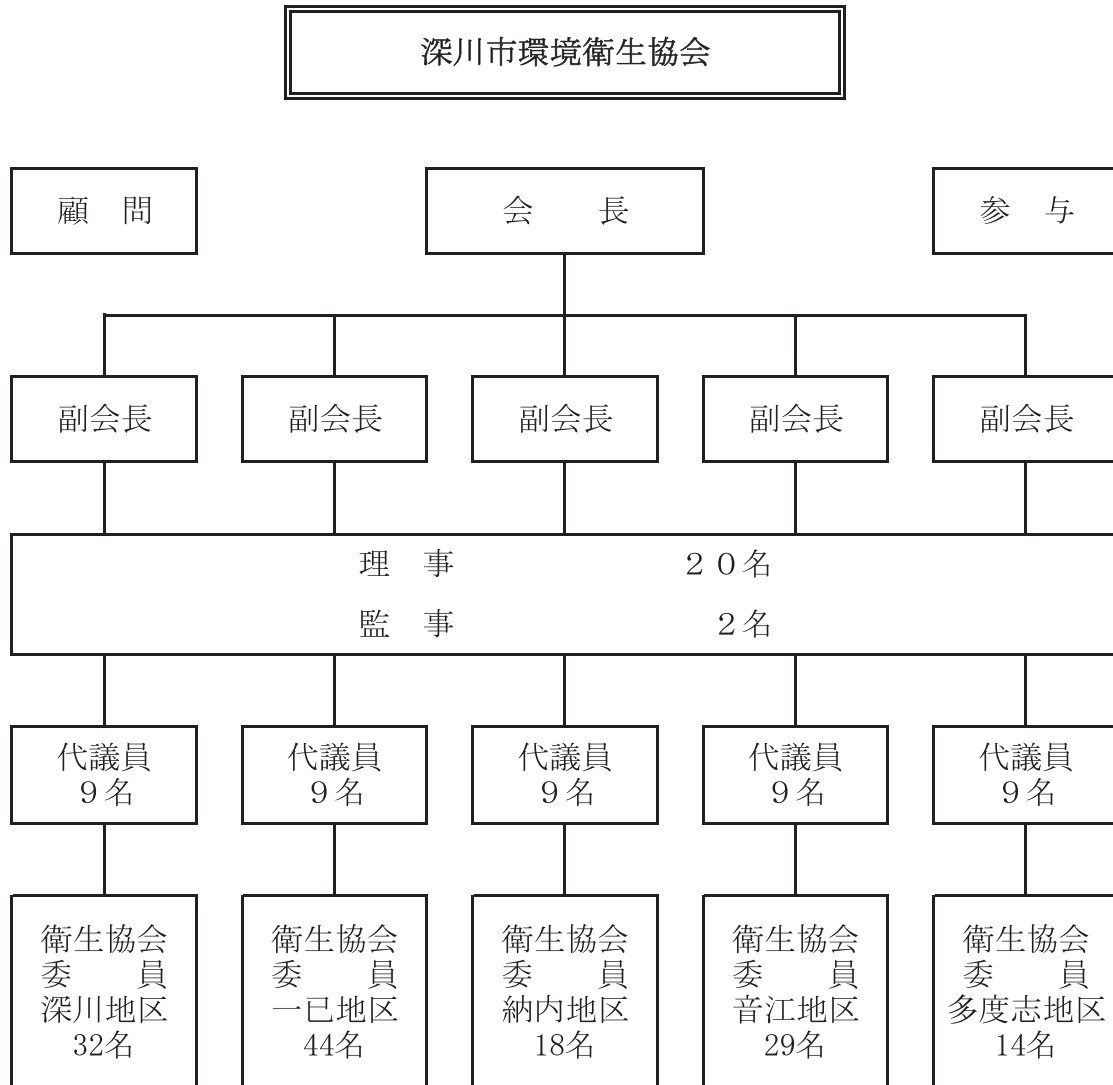 深川市環境衛生協会
顧　問
会　　長
参　与
副会長
副会長
副会長
副会長
副会長
理　事　　　　　　　２０名
監　事　　　　　　　　２名
代議員
９名
代議員
９名
代議員
９名
代議員
９名
代議員
９名
衛生協会
委　　員
深川地区
32名
衛生協会
委　　員
一已地区
44名
衛生協会
委　　員
納内地区
18名
衛生協会
委　　員
音江地区
29名
衛生協会
委　　員
多度志地区
14名